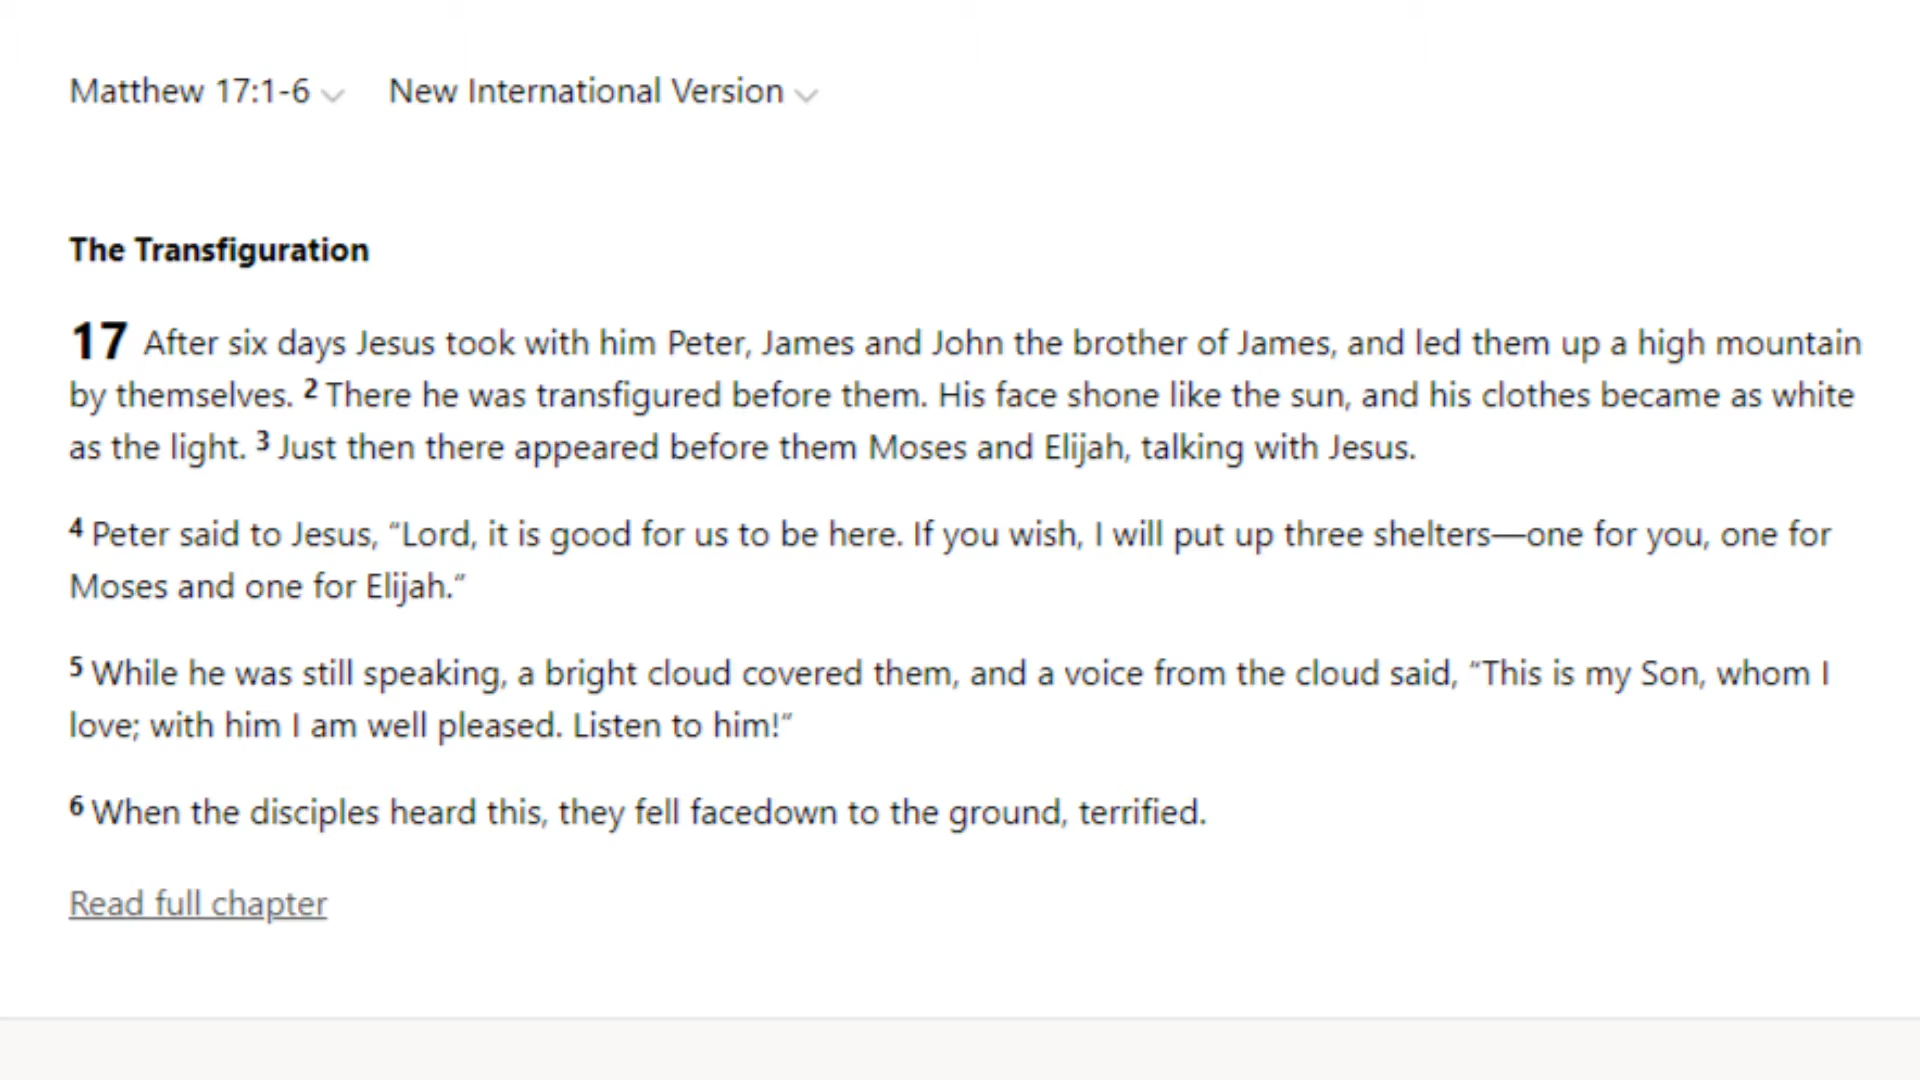 Matthew 17:1-6 New International Version
The Transfiguration
17 After six days Jesus took with him Peter, James and John the brother of James, and led them up a high mountain
by themselves. 2 There he was transfigured before them. His face shone like the sun, and his clothes became as white
as the light. 3 Just then there appeared before them Moses and Elijah, talking with Jesus.
4 Peter said to Jesus, “Lord, it is good for us to be here. If you wish, I will put up three shelters—one for you, one for
Moses and one for Elijah.”
5 While he was still speaking, a bright cloud covered them, and a voice from the cloud said, “This is my Son, whom I
love; with him I am well pleased. Listen to him!”
6 When the disciples heard this, they fell facedown to the ground, terrified.
Read full chapter